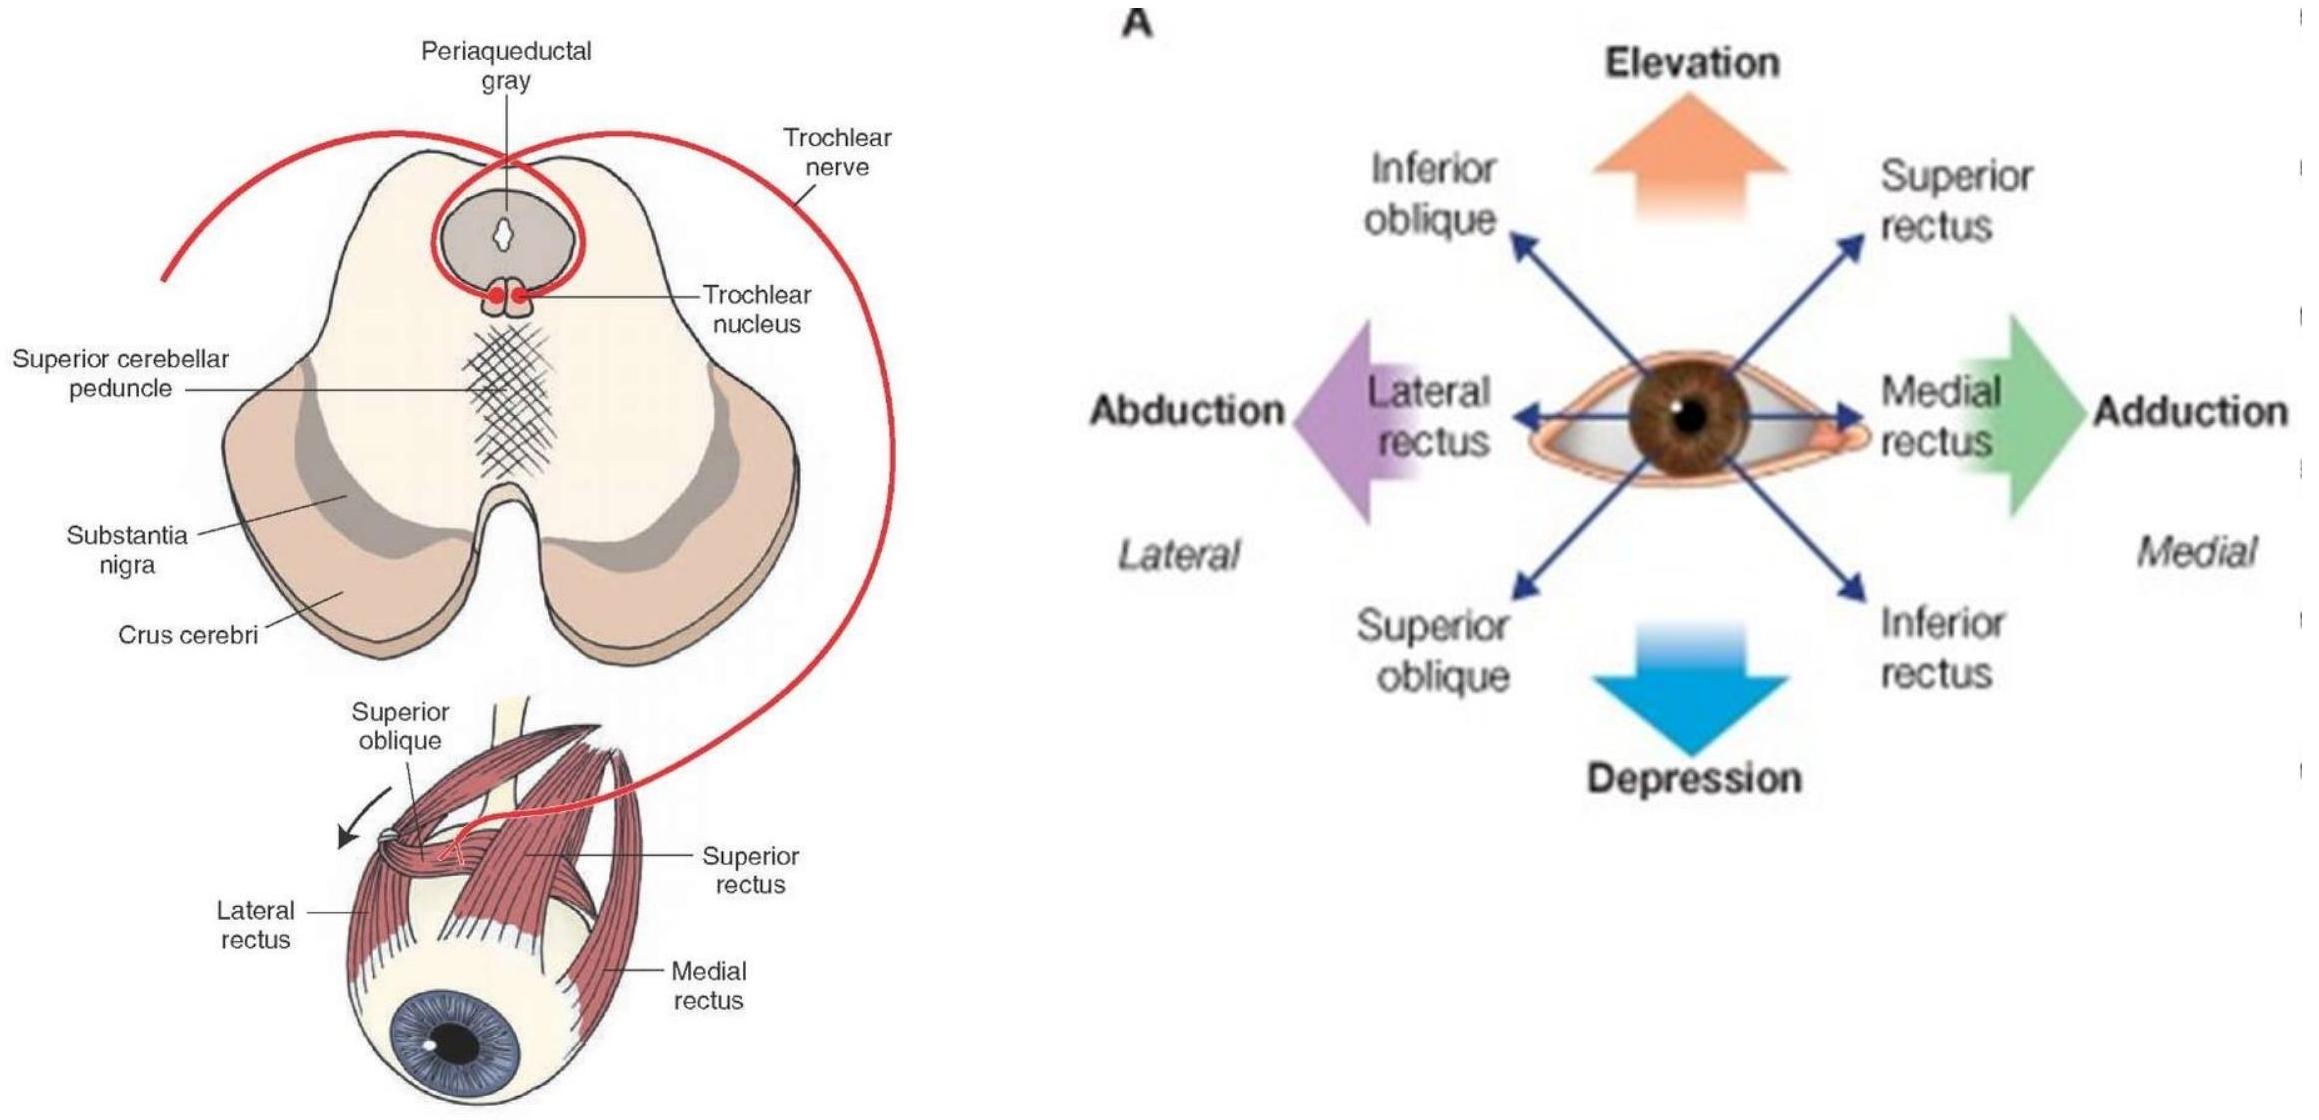 Periaqueductal
gray
Trochlear
nerve
Trochlear
nucleus
Superior cerebellar
peduncle
Substantia
nigra
Crus cerebri
Superior
oblique
Superior
rectus
Lateral
rectus
Medial
rectus
A
Elevation
Inferior
oblique
Superior
rectus
Abduction
Lateral
rectus
Medial
rectus
Adduction
Lateral
Medial
Superior
oblique
Inferior
rectus
Depression